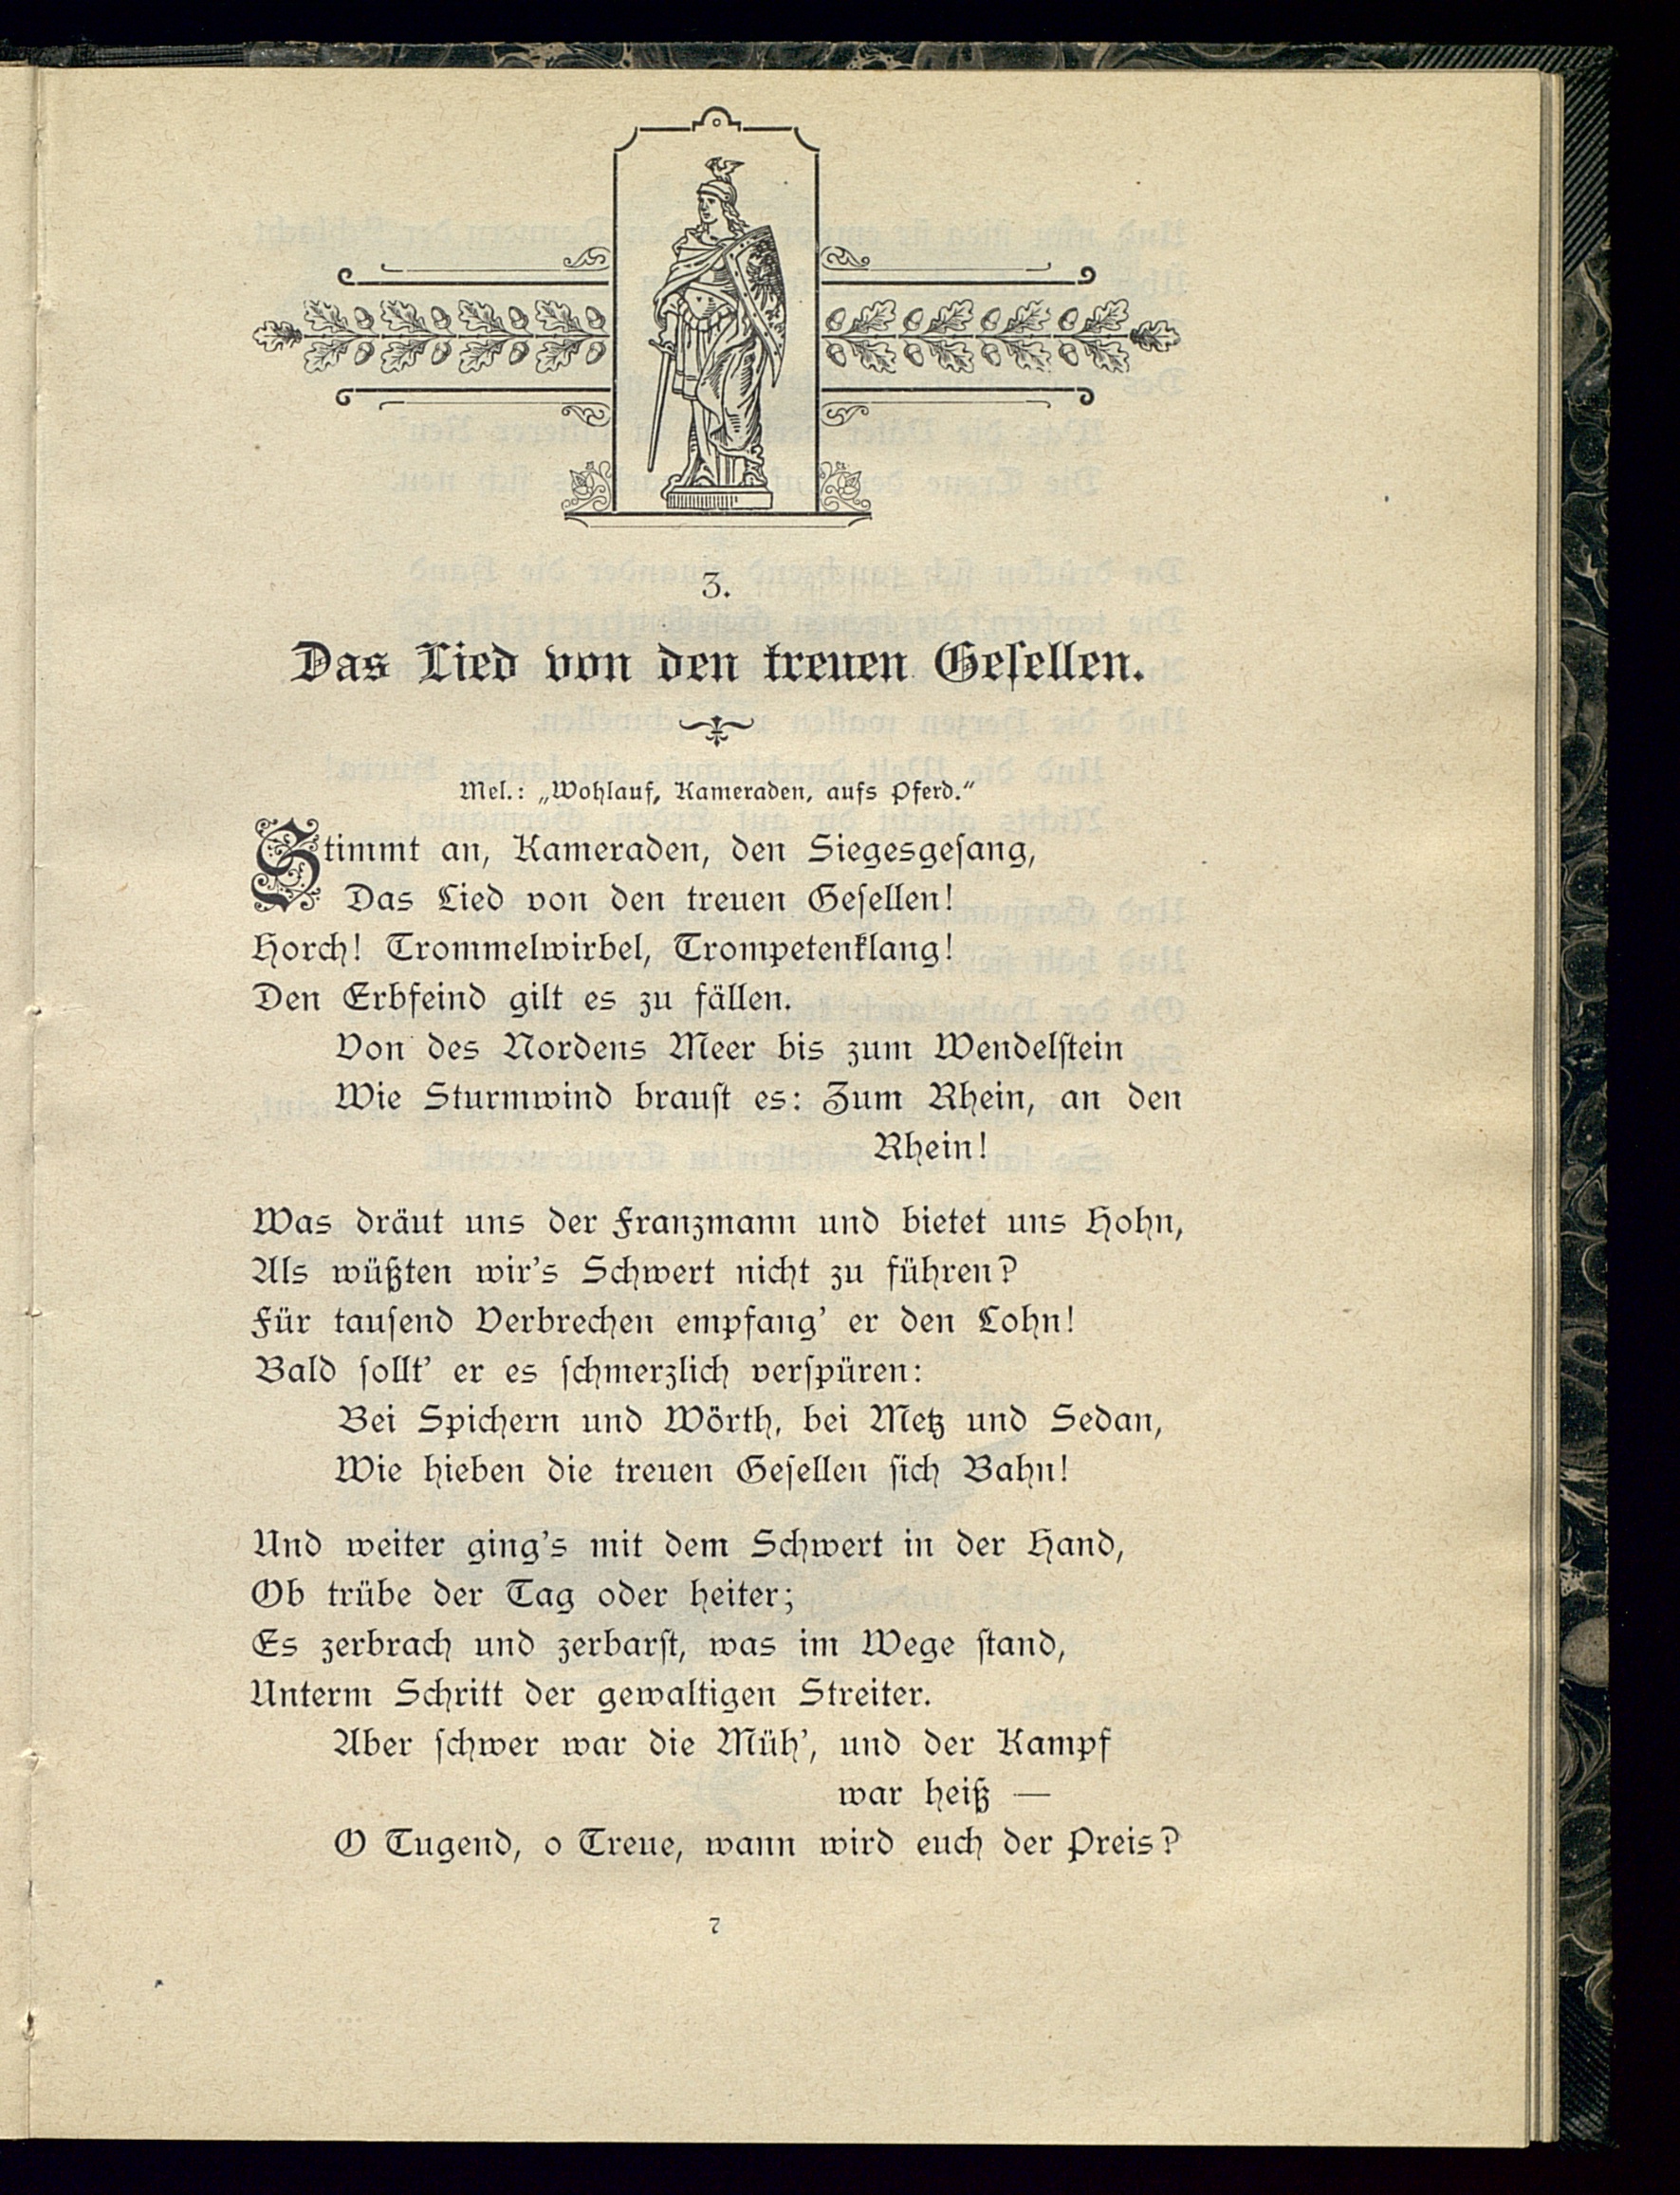 3.
Das Lied von den treuen Gesellen.
Mel.: „Wohlauf, Kameraden, aufs Pferd.“
Stimmt an, Kameraden, den Siegesgesang,
Das Lied von den treuen Gesellen!
Horch! Trommelwirbel, Trompetenklang!
Den Erbfeind gilt es zu fällen.
Von des Nordens Meer bis zum Wendelstein
Wie Sturmwind braust es: Zum Rhein, an den
Rhein!
Was dräut uns der Franzmann und bietet uns Hohn,
Als wüßten wir's Schwert nicht zu führen?
Für tausend Verbrechen empfang' er den Lohn!
Bald sollt' er es schmerzlich verspüren:
Bei Spichern und Wörth, bei Metz und Sedan,
Wie hieben die treuen Gesellen sich Bahn!
Und weiter ging's mit dem Schwert in der Hand,
Ob trübe der Tag oder heiter;
Es zerbrach und zerbarst, was im Wege stand,
Unterm Schritt der gewaltigen Streiter.
Aber schwer war die Müh', und der Kampf
war heiß —
O Tugend, o Treue, wann wird euch der Preis?
7